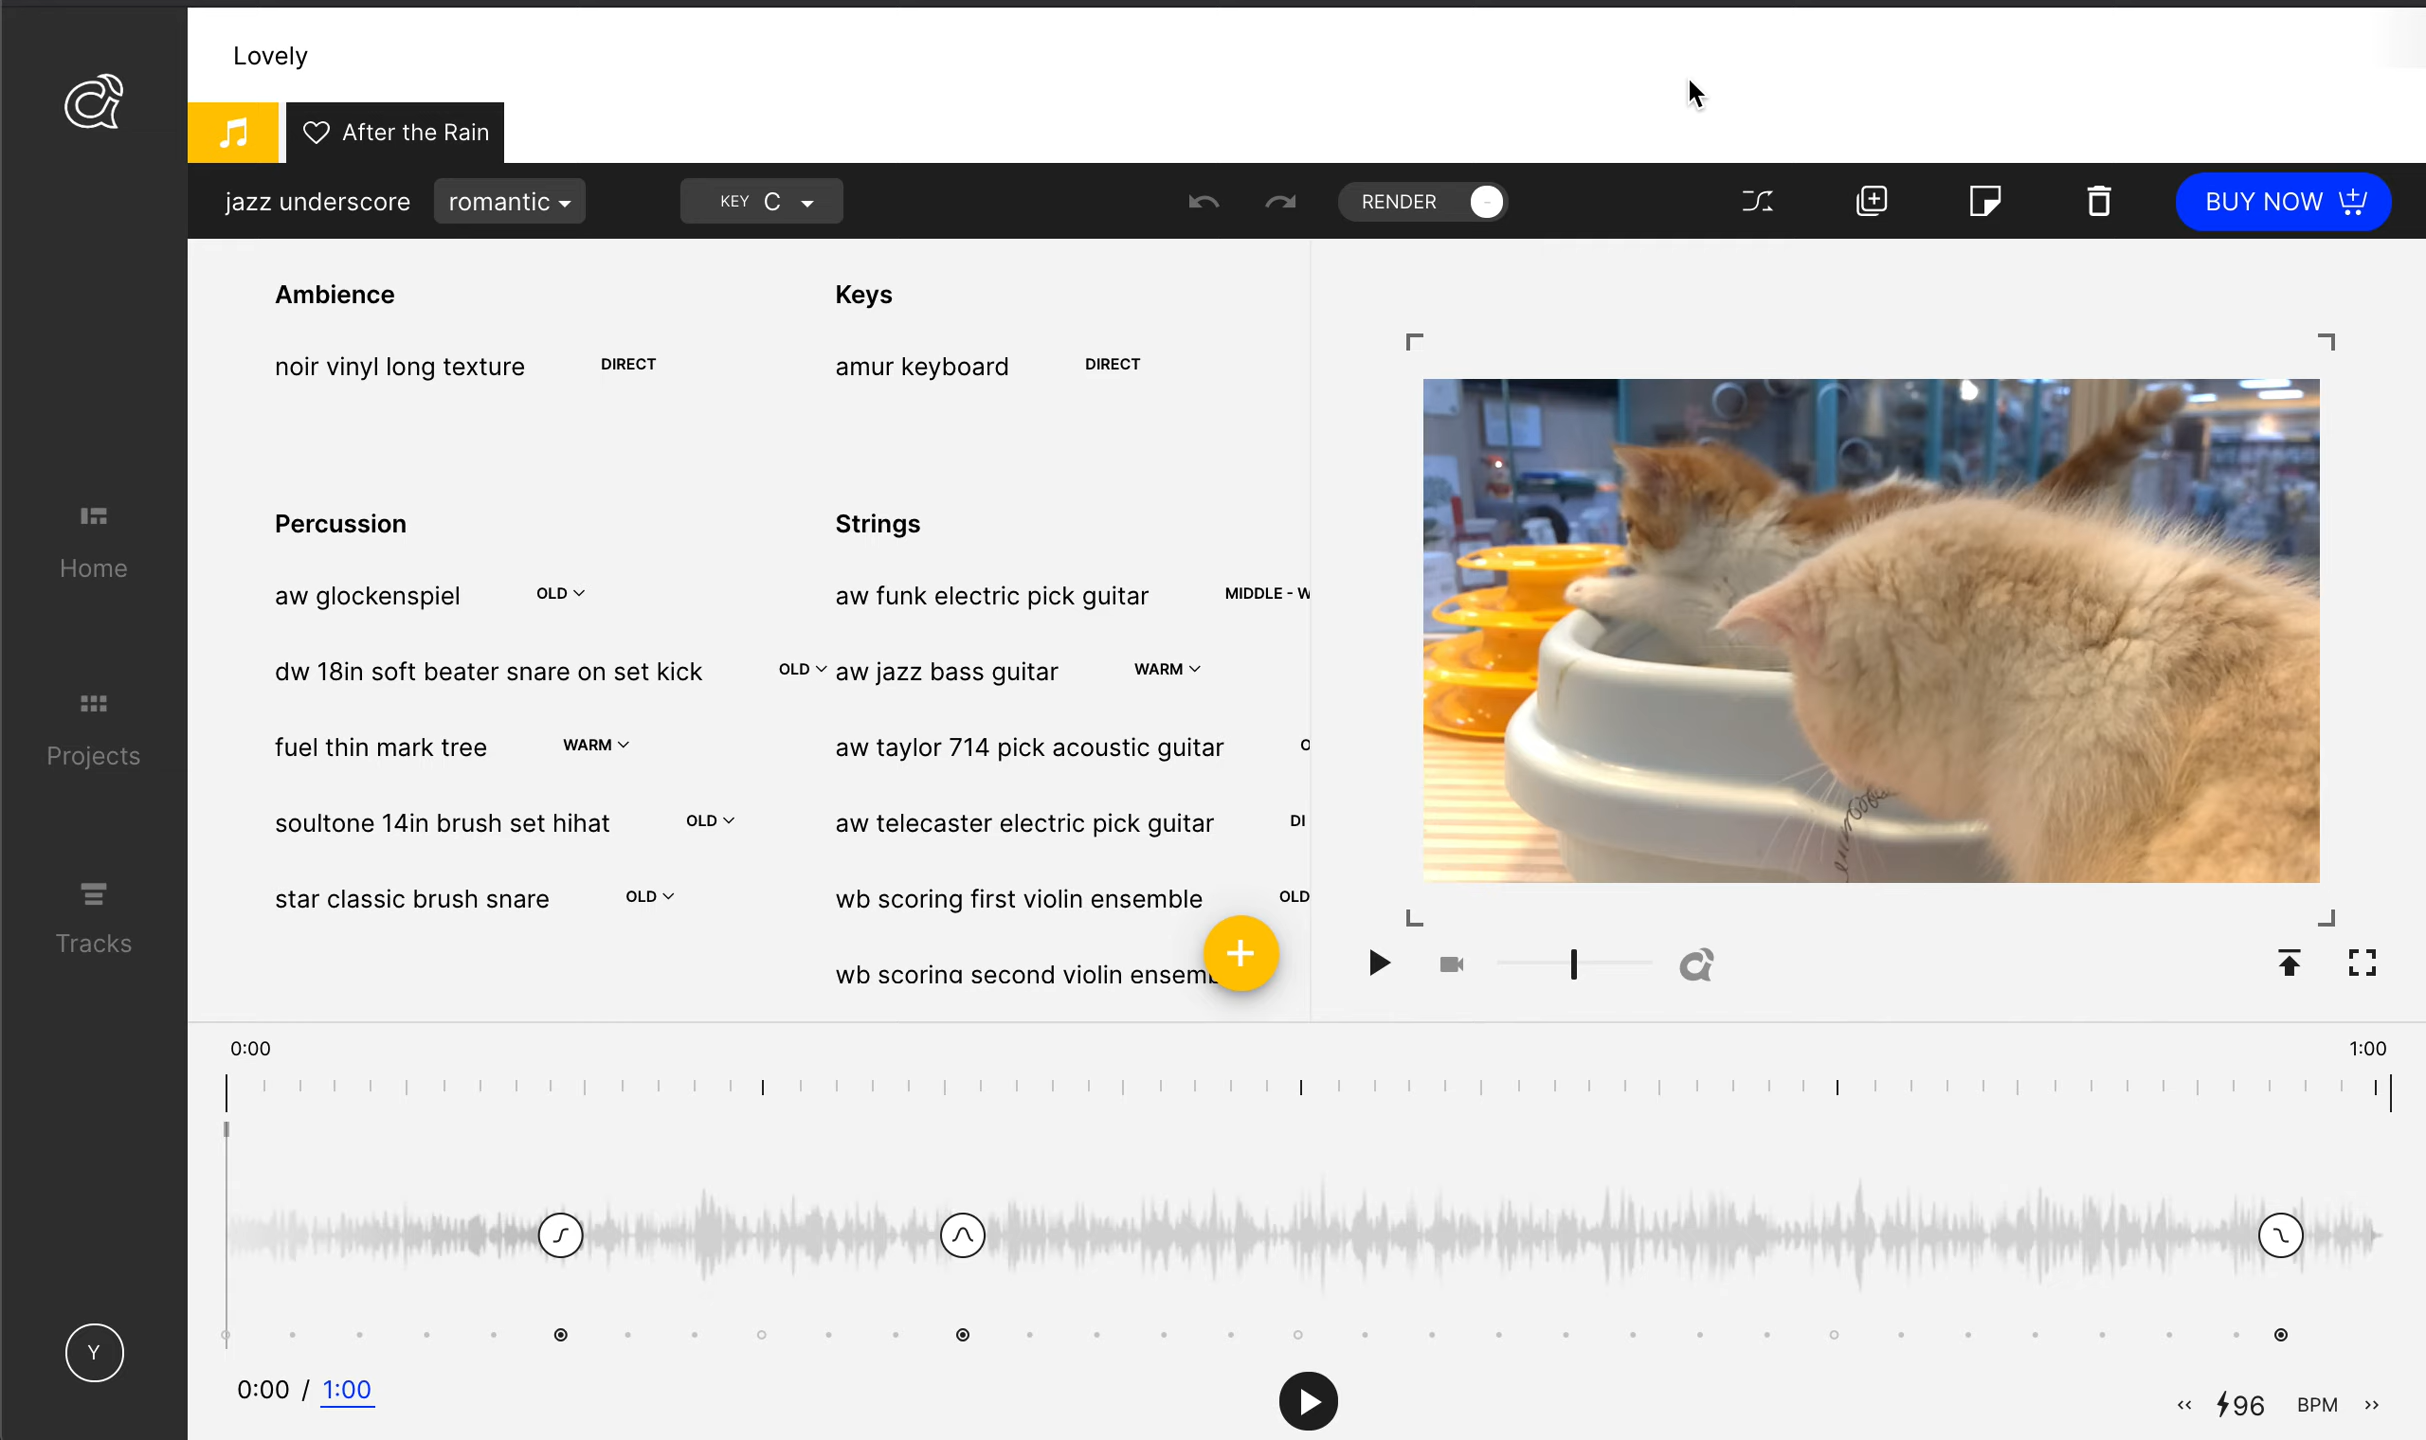 Lovely
After the Rain
jazz underscore romantic KEY C RENDER BUY NOW
Ambience
noir vinyl long texture DIRECT
Keys
amur keyboard DIRECT
Percussion
aw glockenspiel OLD
dw 18in soft beater snare on set kick OLD
fuel thin mark tree WARM
soultone 14in brush set hihat OLD
star classic brush snare OLD
Strings
aw funk electric pick guitar MIDDLE - W
aw jazz bass guitar WARM
aw taylor 714 pick acoustic guitar O
aw telecaster electric pick guitar DI
wb scoring first violin ensemble OLD
wb scoring second violin ensem
Home
Projects
Tracks
Y
0:00 1:00
0:00 / 1:00
96 BPM